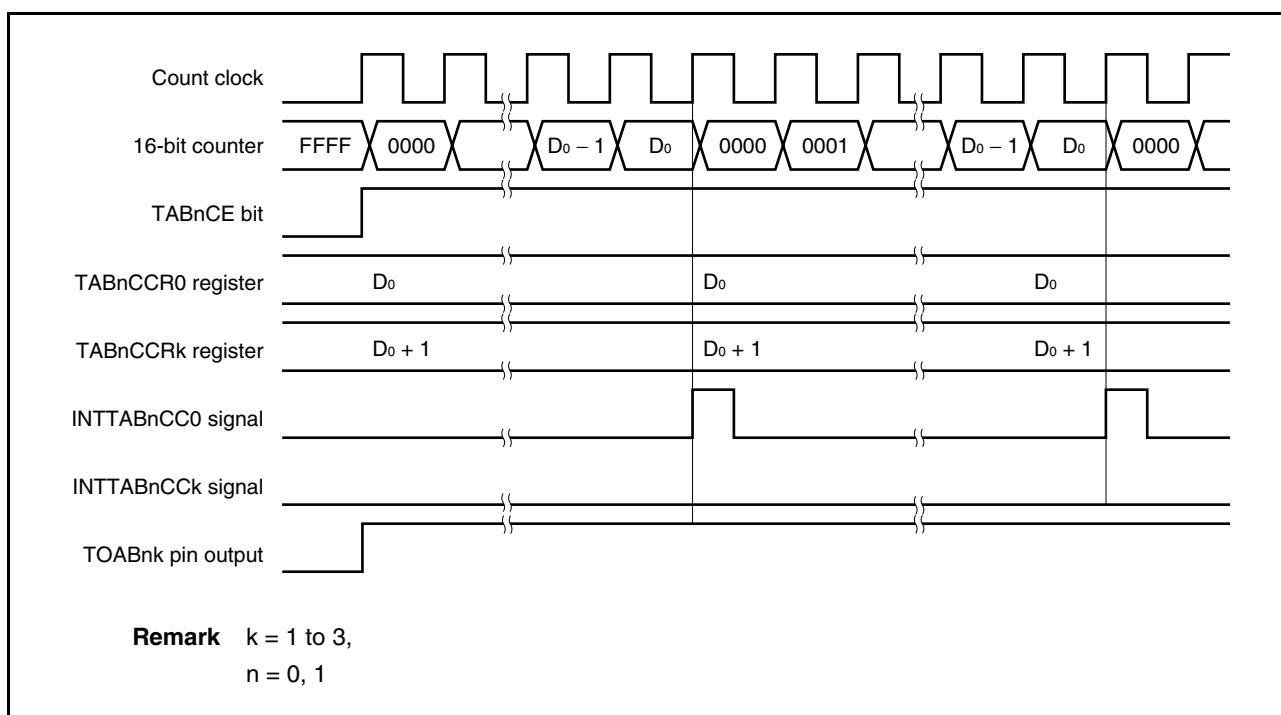 Count clock
16-bit counter FFFF 0000 D₀ − 1 D₀ 0000 0001 D₀ − 1 D₀ 0000
TABnCE bit
TABnCCR0 register D₀ D₀ D₀
TABnCCRk register D₀ + 1 D₀ + 1 D₀ + 1
INTTABnCC0 signal
INTTABnCCk signal
TOABnk pin output
Remark k = 1 to 3,
n = 0, 1